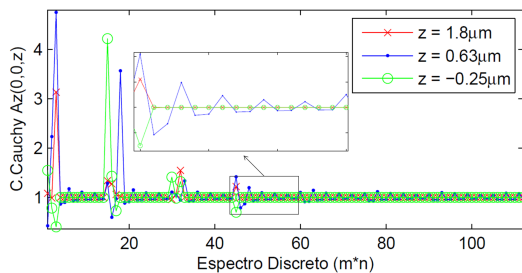 C.Cauchy Az(0,0,z)
4
3
2
1
20
40
60
80
100
Espectro Discreto (m*n)
z = 1.8μm
z = 0.63μm
z = −0.25μm